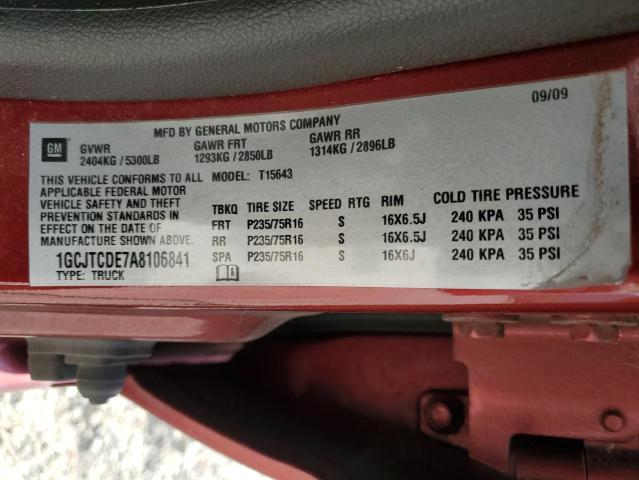 09/09
MFD BY GENERAL MOTORS COMPANY
GM GVWR GAWR FRT GAWR RR
2404KG / 5300LB 1293KG / 2850LB 1314KG / 2896LB
THIS VEHICLE CONFORMS TO ALL MODEL: T15643
APPLICABLE FEDERAL MOTOR
VEHICLE SAFETY AND THEFT
PREVENTION STANDARDS IN
EFFECT ON THE DATE OF
MANUFACTURE SHOWN ABOVE.
1GCJTCDE7A8106841
TYPE: TRUCK
TBKQ TIRE SIZE SPEED RTG RIM COLD TIRE PRESSURE
FRT P235/75R16 S 16X6.5J 240 KPA 35 PSI
RR P235/75R16 S 16X6.5J 240 KPA 35 PSI
SPA P235/75R16 S 16X6J 240 KPA 35 PSI